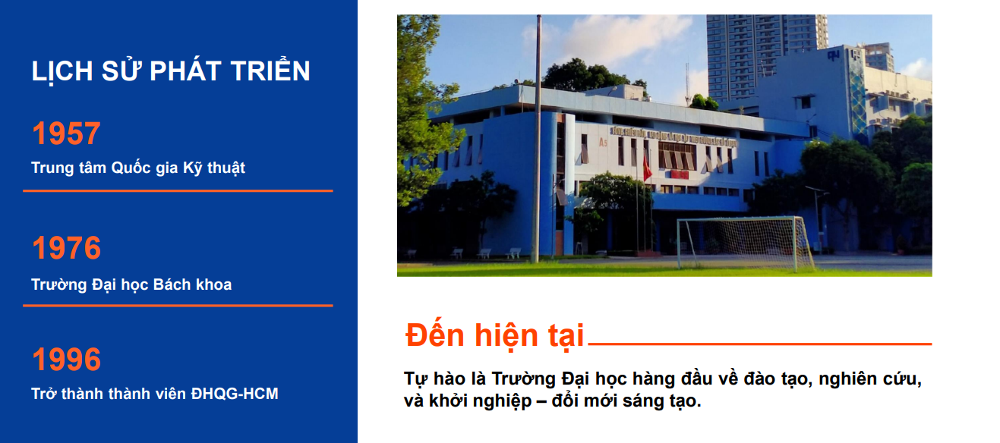 LỊCH SỬ PHÁT TRIỂN
1957
Trung tâm Quốc gia Kỹ thuật
1976
Trường Đại học Bách khoa
1996
Trở thành thành viên ĐHQG-HCM
A5
Đến hiện tại
Tự hào là Trường Đại học hàng đầu về đào tạo, nghiên cứu,
và khởi nghiệp – đổi mới sáng tạo.